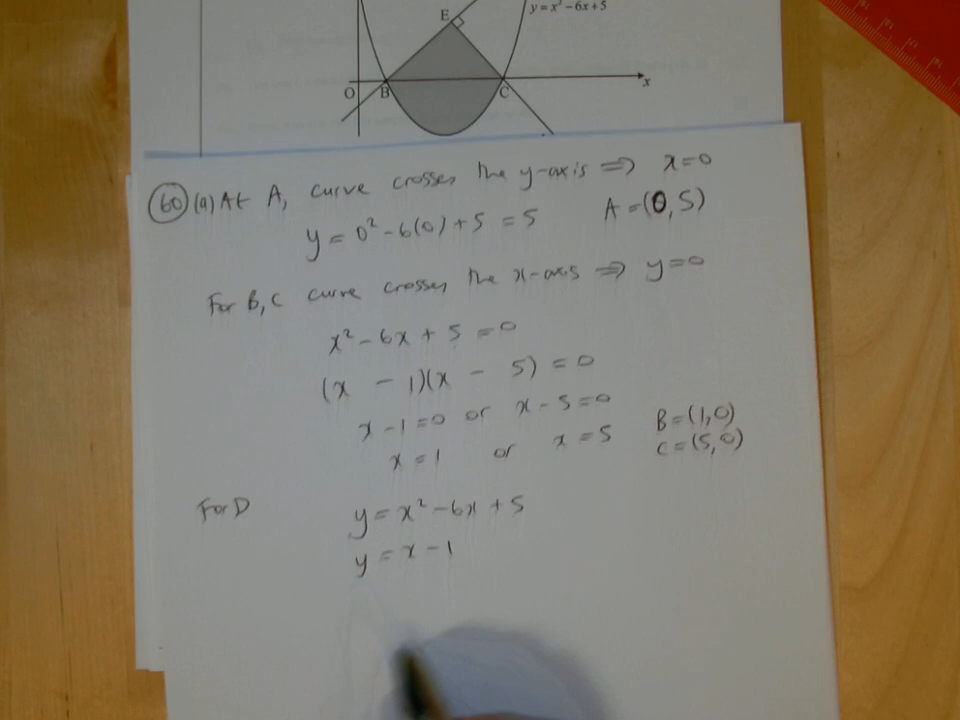 y = x² - 6x + 5
E
O B C x
60 (a) At A, curve crosses the y-axis ⇒ x=0
y = 0² - 6(0) + 5 = 5 A = (0, 5)
For B, C curve crosses the x-axis ⇒ y=0
x² - 6x + 5 = 0
(x - 1)(x - 5) = 0
x - 1 = 0 or x - 5 = 0
x = 1 or x = 5
B = (1, 0)
C = (5, 0)
For D y = x² - 6x + 5
y = x - 1